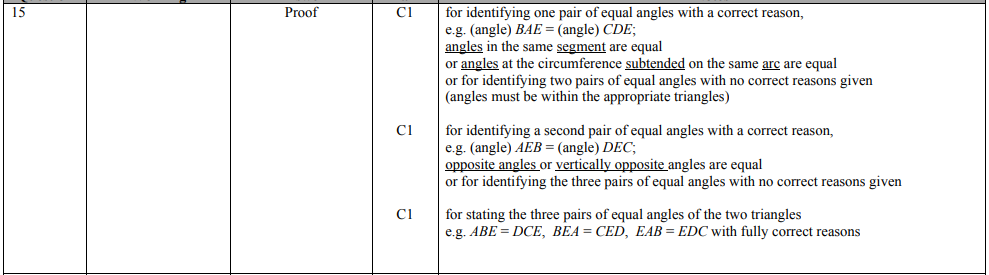 15 Proof C1 for identifying one pair of equal angles with a correct reason,
e.g. (angle) BAE = (angle) CDE;
angles in the same segment are equal
or angles at the circumference subtended on the same arc are equal
or for identifying two pairs of equal angles with no correct reasons given
(angles must be within the appropriate triangles)
C1 for identifying a second pair of equal angles with a correct reason,
e.g. (angle) AEB = (angle) DEC;
opposite angles or vertically opposite angles are equal
or for identifying the three pairs of equal angles with no correct reasons given
C1 for stating the three pairs of equal angles of the two triangles
e.g. ABE = DCE, BEA = CED, EAB = EDC with fully correct reasons